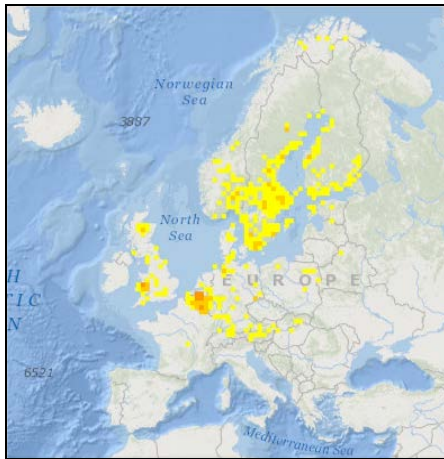 Norwegian
Sea
3887
North
Sea
H
TIC
N
EUROPE
6521
Mediterranean Sea